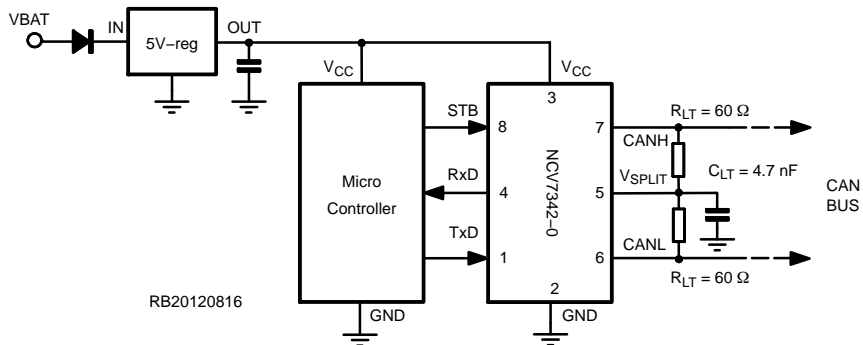 VBAT
IN
5V–reg
OUT
VCC
VCC
3
STB
8
7
RLT = 60 Ω
CANH
NCV7342–0
Micro
Controller
RxD
4
VSPLIT
5
CLT = 4.7 nF
CAN
BUS
TxD
1
CANL
6
RLT = 60 Ω
2
RB20120816
GND
GND